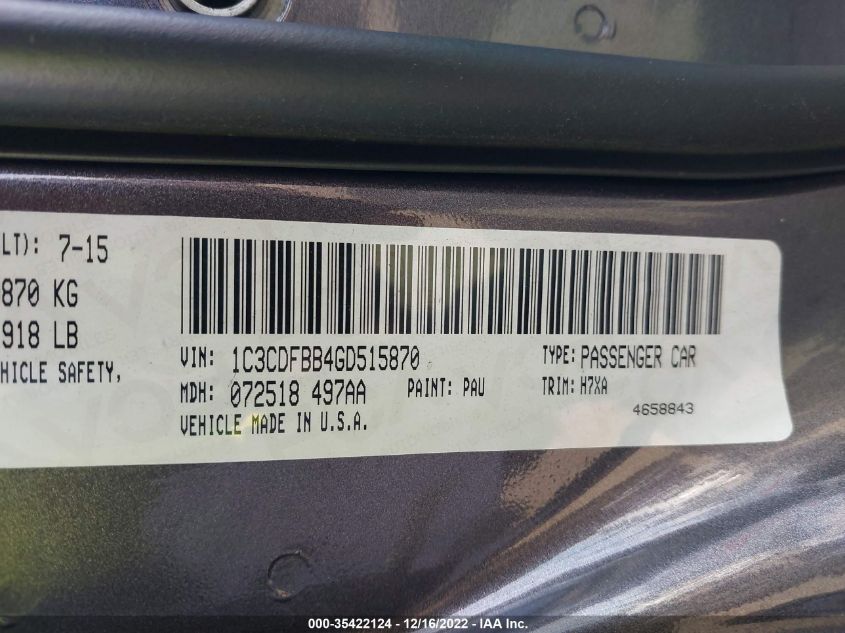 LT): 7-15
870 KG
918 LB
HICLE SAFETY,
VIN: 1C3CDFBB4GD515870
TYPE: PASSENGER CAR
MDH: 072518 497AA
PAINT: PAU
TRIM: H7XA
VEHICLE MADE IN U.S.A.
4658843
000-35422124 - 12/16/2022 - IAA Inc.